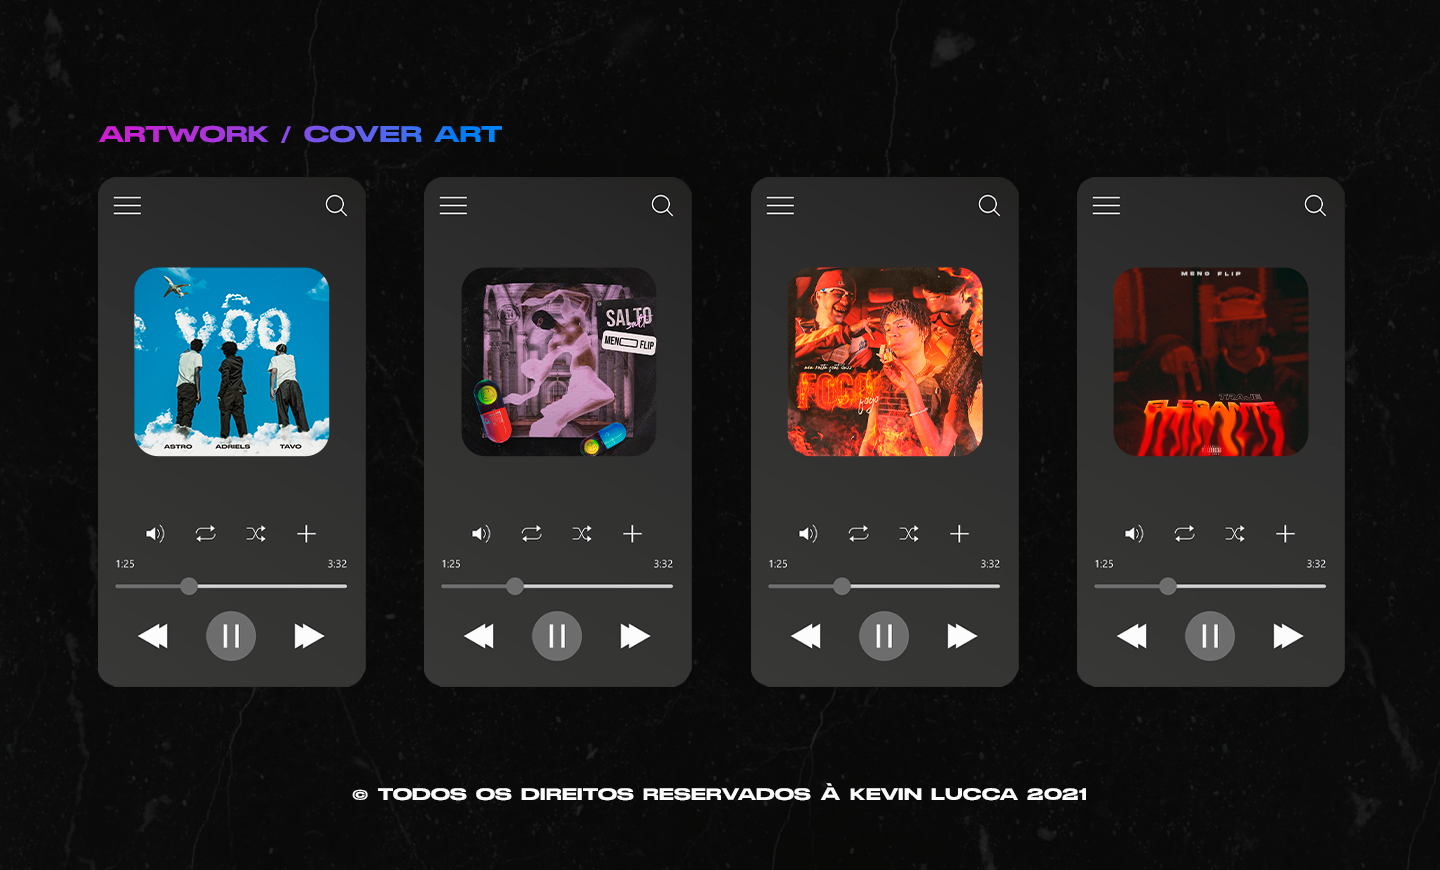 ARTWORK / COVER ART
VÔO
ASTRO ADRIELS TAVO
SALTO
salto
MENO FLIP
FOGO
fogo
MENO FLIP
TRAJE
ELEGANTE
1:25 3:32
1:25 3:32
1:25 3:32
1:25 3:32
© TODOS OS DIREITOS RESERVADOS À KEVIN LUCCA 2021